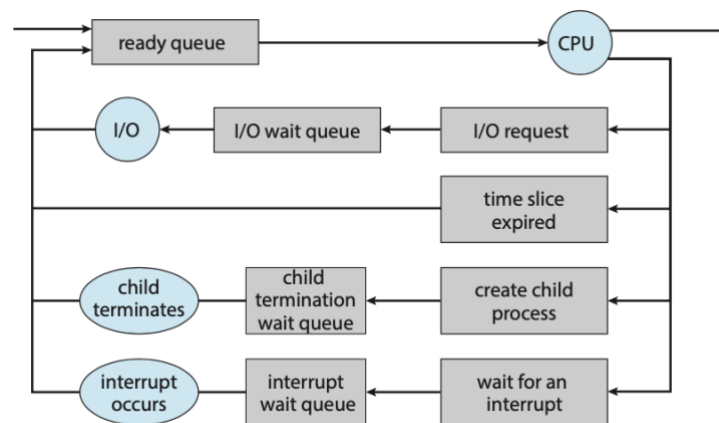 ready queue
CPU
I/O
I/O wait queue
I/O request
time slice
expired
child
terminates
child
termination
wait queue
create child
process
interrupt
occurs
interrupt
wait queue
wait for an
interrupt